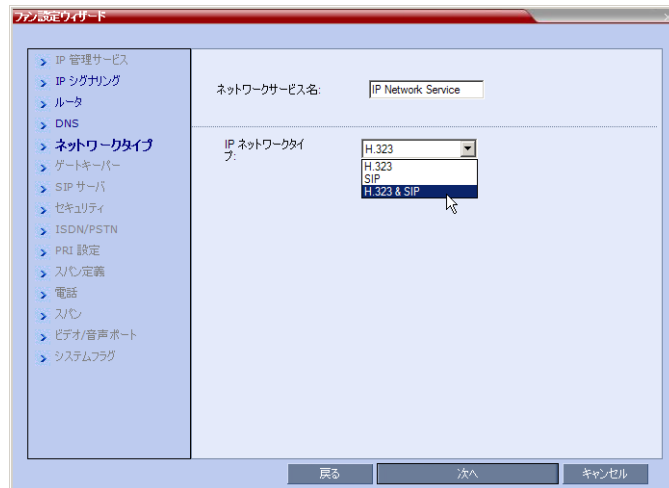 ファン設定ウィザード
IP 管理サービス
IP シグナリング
ルータ
DNS
ネットワークタイプ
ゲートキーパー
SIP サーバ
セキュリティ
ISDN/PSTN
PRI 設定
スパン定義
電話
スパン
ビデオ/音声ポート
システムフラグ
ネットワークサービス名:
IP Network Service
IP ネットワークタイ
プ:
H.323
H.323
SIP
H.323 & SIP
戻る
次へ
キャンセル